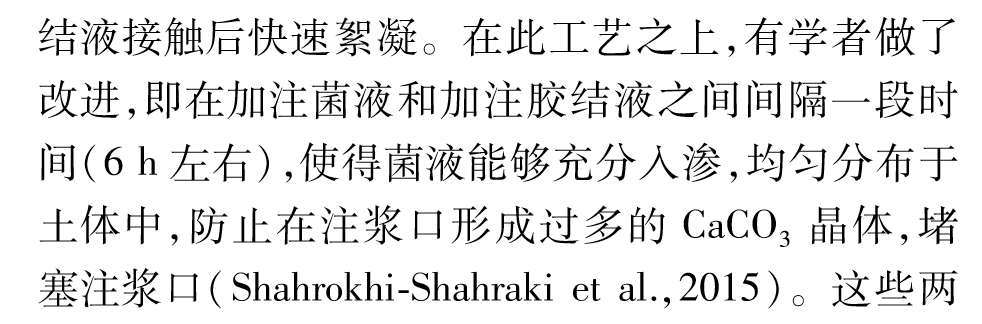 结液接触后快速絮凝。在此工艺之上,有学者做了
改进,即在加注菌液和加注胶结液之间间隔一段时
间(6 h 左右),使得菌液能够充分入渗,均匀分布于
土体中,防止在注浆口形成过多的 CaCO₃ 晶体,堵
塞注浆口(Shahrokhi-Shahraki et al.,2015)。这些两